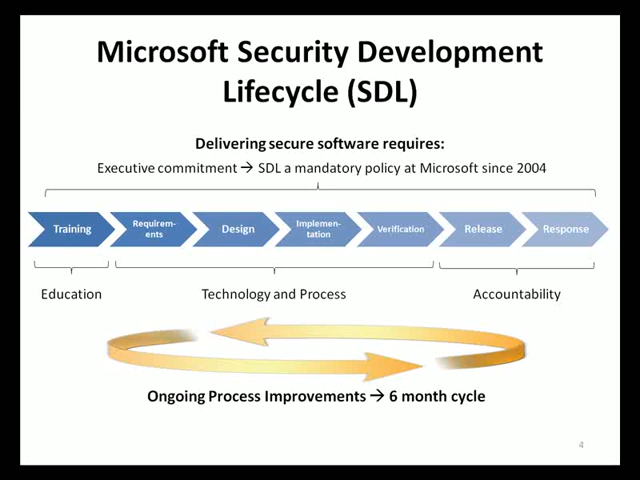 Microsoft Security Development
Lifecycle (SDL)
Delivering secure software requires:
Executive commitment → SDL a mandatory policy at Microsoft since 2004
Training
Requirem-
ents
Design
Implemen-
tation
Verification
Release
Response
Education
Technology and Process
Accountability
Ongoing Process Improvements → 6 month cycle
4